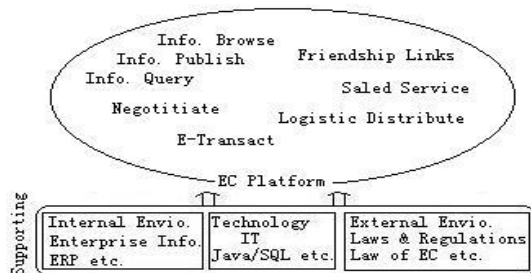 Info. Browse
Info. Publish
Info. Query
Friendship Links
Saled Service
Negotitiate
Logistic Distribute
E-Transact
EC Platform
Supporting
Internal Envio.
Enterprise Info.
ERP etc.
Technology
IT
Java/SQL etc.
External Envio.
Laws & Regulations
Law of EC etc.